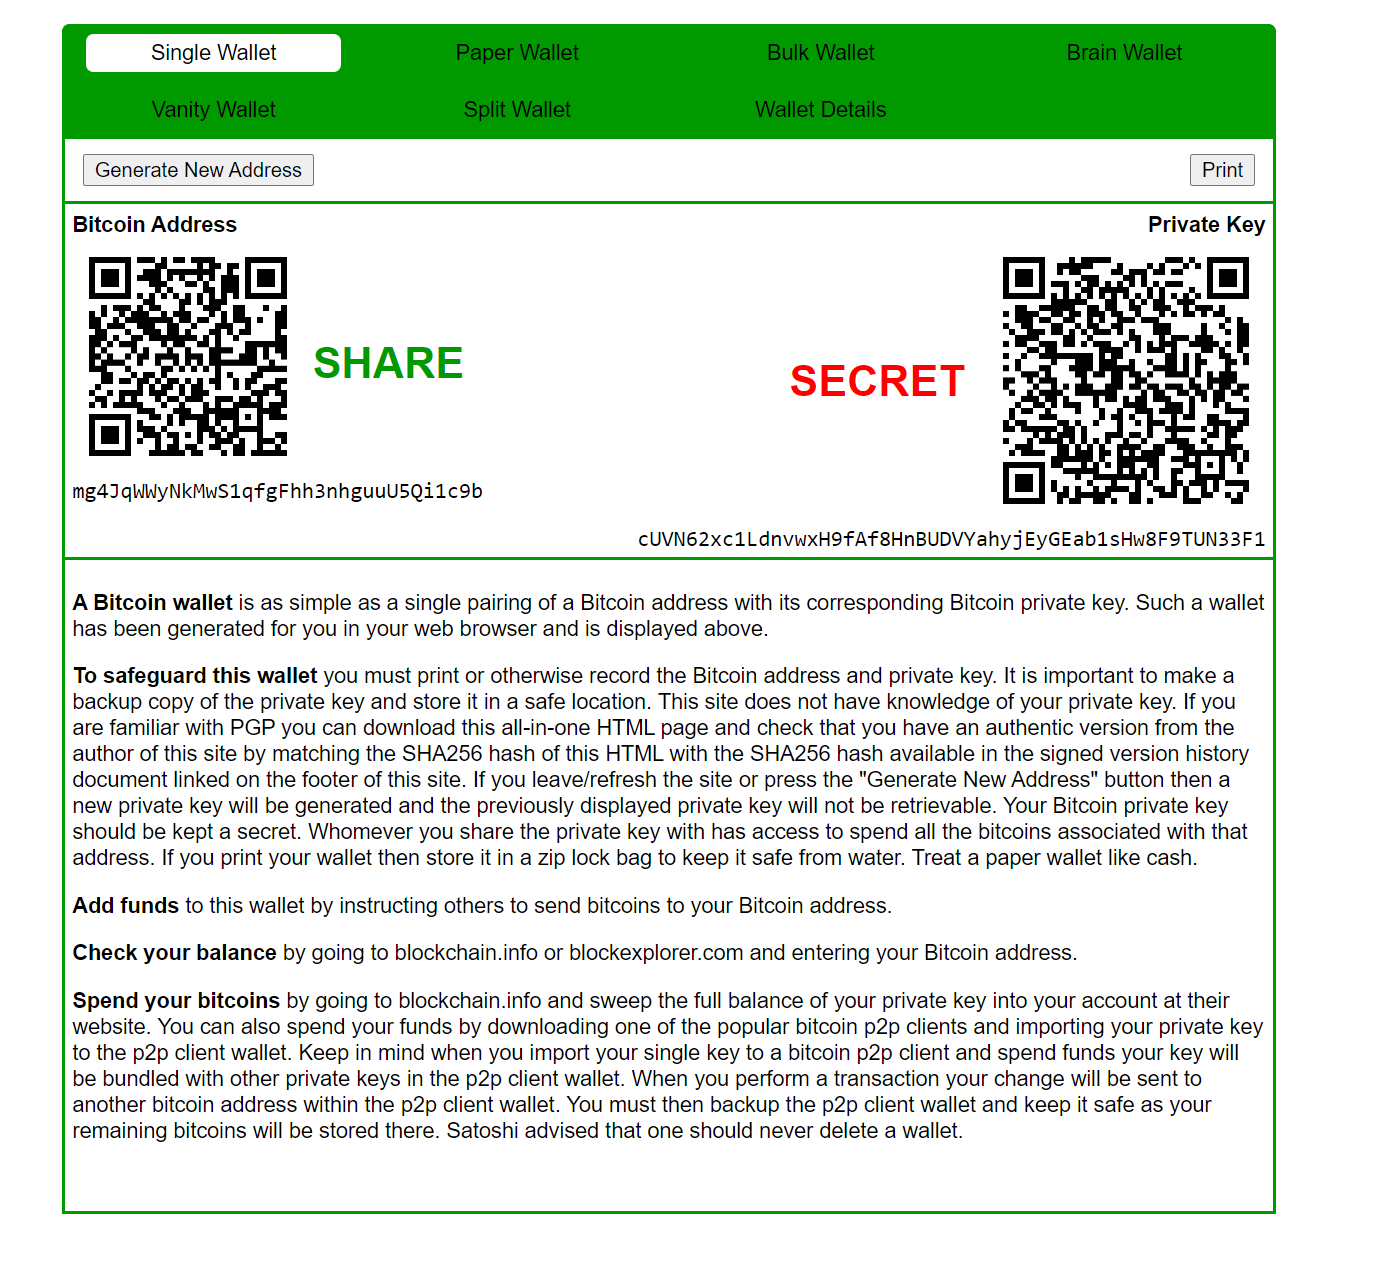 Single Wallet Paper Wallet Bulk Wallet Brain Wallet
Vanity Wallet Split Wallet Wallet Details
Generate New Address Print
Bitcoin Address Private Key
SHARE
SECRET
mg4JqWWyNkMwS1qfgFhh3nhguuU5Qi1c9b
cUVN62xc1LdnvwxH9fAf8HnBUDVYahyjEyGEab1sHw8F9TUN33F1
A Bitcoin wallet is as simple as a single pairing of a Bitcoin address with its corresponding Bitcoin private key. Such a wallet
has been generated for you in your web browser and is displayed above.
To safeguard this wallet you must print or otherwise record the Bitcoin address and private key. It is important to make a
backup copy of the private key and store it in a safe location. This site does not have knowledge of your private key. If you
are familiar with PGP you can download this all-in-one HTML page and check that you have an authentic version from the
author of this site by matching the SHA256 hash of this HTML with the SHA256 hash available in the signed version history
document linked on the footer of this site. If you leave/refresh the site or press the "Generate New Address" button then a
new private key will be generated and the previously displayed private key will not be retrievable. Your Bitcoin private key
should be kept a secret. Whomever you share the private key with has access to spend all the bitcoins associated with that
address. If you print your wallet then store it in a zip lock bag to keep it safe from water. Treat a paper wallet like cash.
Add funds to this wallet by instructing others to send bitcoins to your Bitcoin address.
Check your balance by going to blockchain.info or blockexplorer.com and entering your Bitcoin address.
Spend your bitcoins by going to blockchain.info and sweep the full balance of your private key into your account at their
website. You can also spend your funds by downloading one of the popular bitcoin p2p clients and importing your private key
to the p2p client wallet. Keep in mind when you import your single key to a bitcoin p2p client and spend funds your key will
be bundled with other private keys in the p2p client wallet. When you perform a transaction your change will be sent to
another bitcoin address within the p2p client wallet. You must then backup the p2p client wallet and keep it safe as your
remaining bitcoins will be stored there. Satoshi advised that one should never delete a wallet.